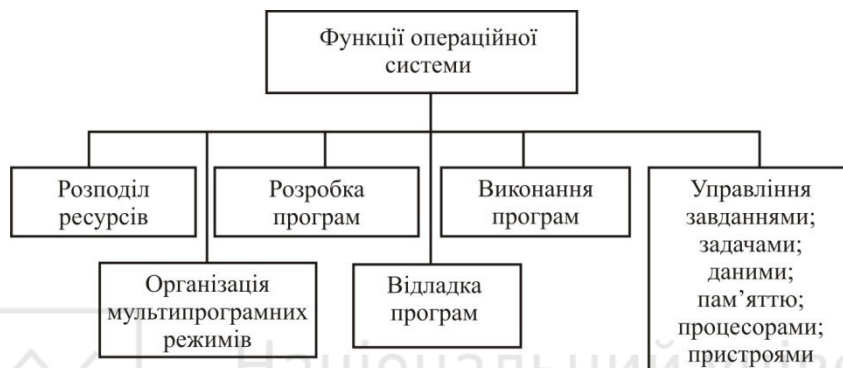 Функції операційної
системи
Розподіл
ресурсів
Розробка
програм
Виконання
програм
Управління
завданнями;
задачами;
даними;
пам’яттю;
процесорами;
пристроями
Організація
мультипрограмних
режимів
Відладка
програм
Національний